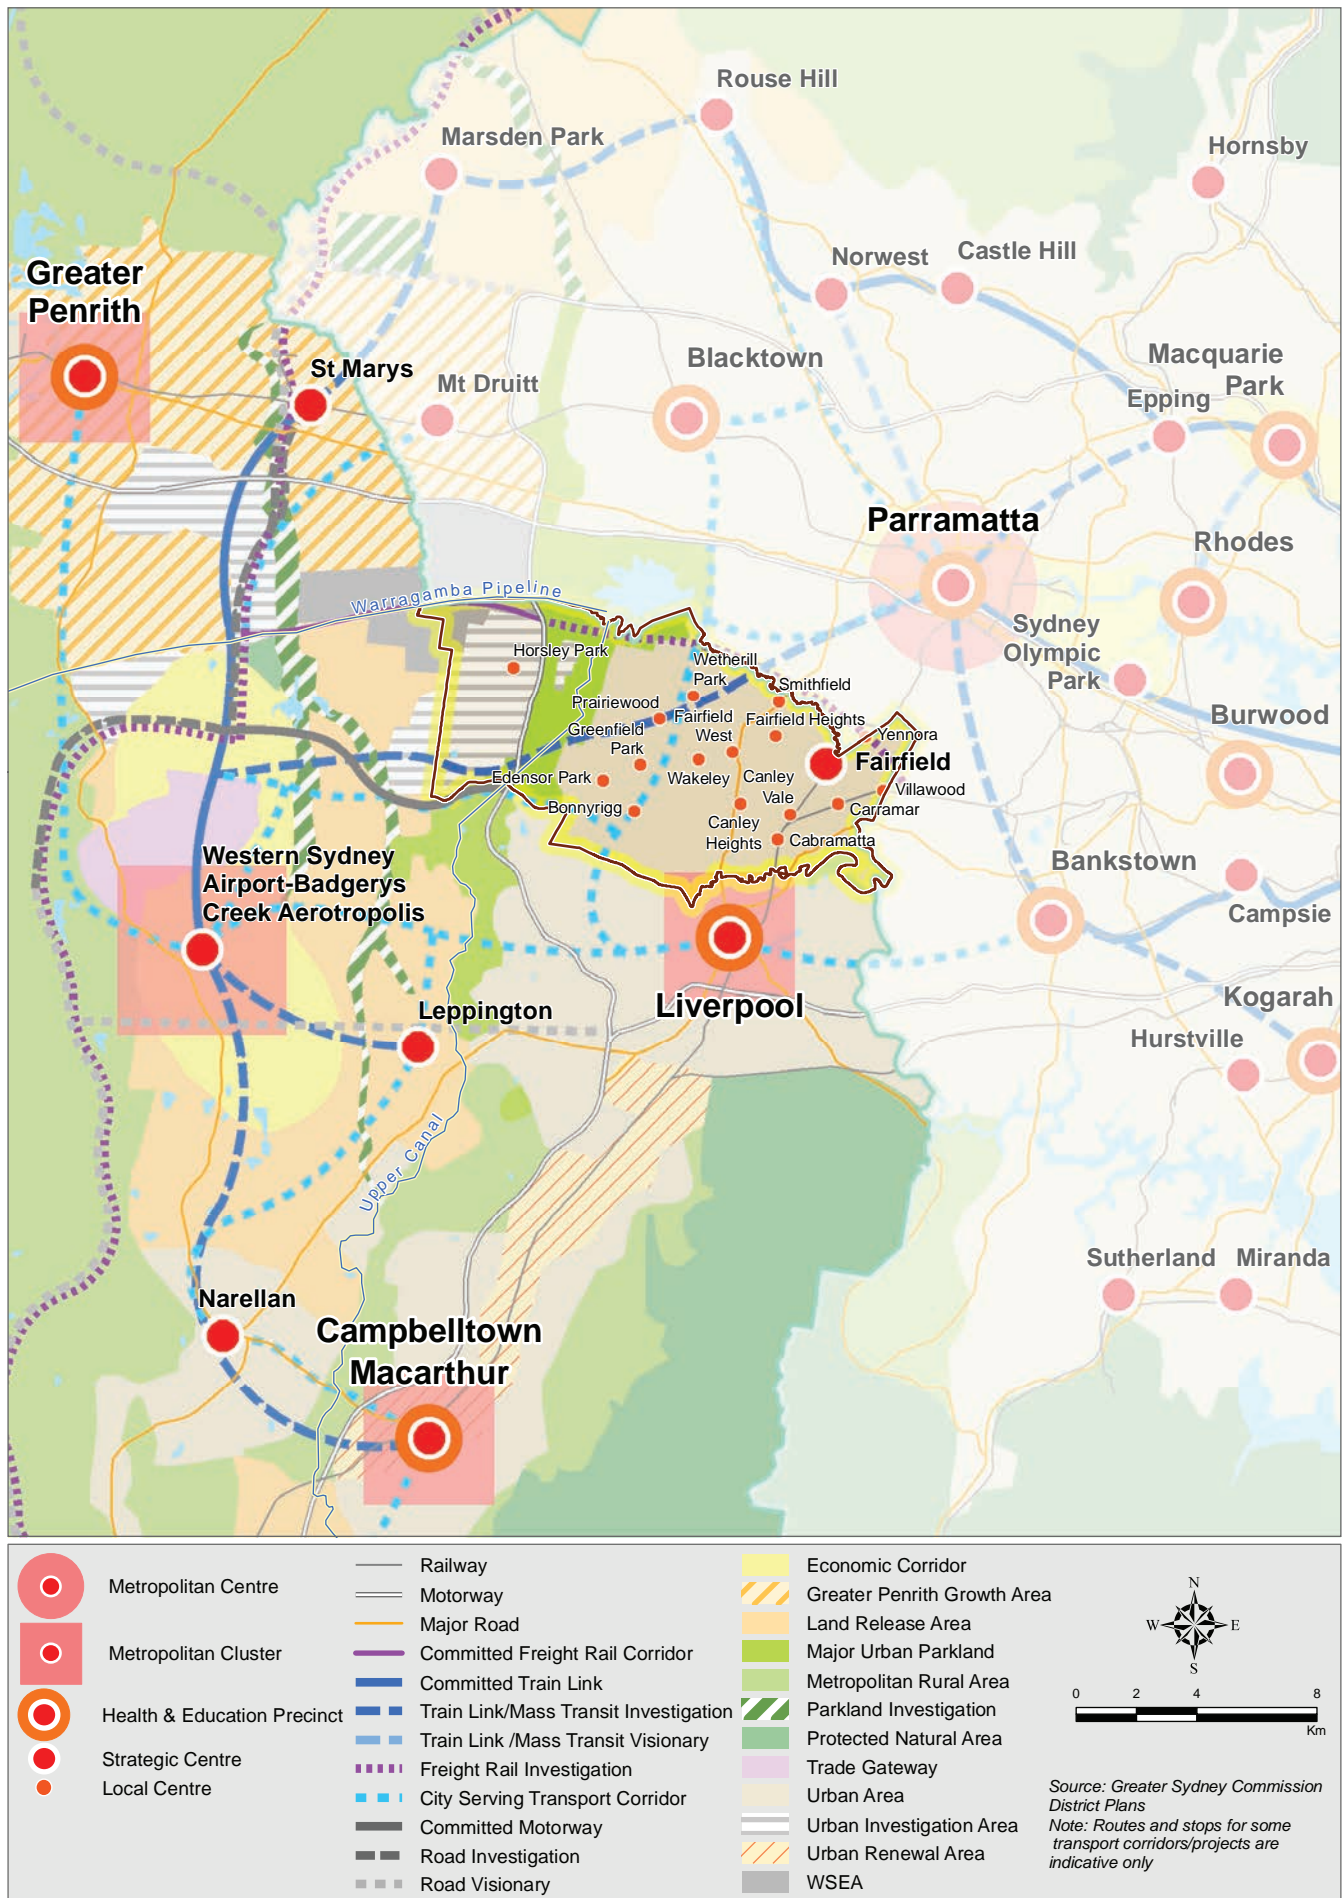 Rouse Hill
Marsden Park
Hornsby
Norwest
Castle Hill
Greater
Penrith
St Marys
Mt Druitt
Blacktown
Macquarie
Park
Epping
Parramatta
Rhodes
Warragamba Pipeline
Sydney
Olympic
Park
Horsley Park
Wetherill
Park
Smithfield
Prairiewood
Greenfield
Park
Fairfield
West
Fairfield Heights
Yennora
Burwood
Fairfield
Edensor Park
Wakeley
Canley
Vale
Villawood
Bonnyrigg
Carramar
Canley
Heights
Cabramatta
Western Sydney
Airport-Badgerys
Creek Aerotropolis
Bankstown
Campsie
Liverpool
Leppington
Kogarah
Hurstville
Upper Canal
Sutherland
Miranda
Narellan
Campbelltown
Macarthur
Metropolitan Centre
Metropolitan Cluster
Health & Education Precinct
Strategic Centre
Local Centre
Railway
Motorway
Major Road
Committed Freight Rail Corridor
Committed Train Link
Train Link/Mass Transit Investigation
Train Link /Mass Transit Visionary
Freight Rail Investigation
City Serving Transport Corridor
Committed Motorway
Road Investigation
Road Visionary
Economic Corridor
Greater Penrith Growth Area
Land Release Area
Major Urban Parkland
Metropolitan Rural Area
Parkland Investigation
Protected Natural Area
Trade Gateway
Urban Area
Urban Investigation Area
Urban Renewal Area
WSEA
N
W E
S
0 2 4 8
Km
Source: Greater Sydney Commission
District Plans
Note: Routes and stops for some
transport corridors/projects are
indicative only